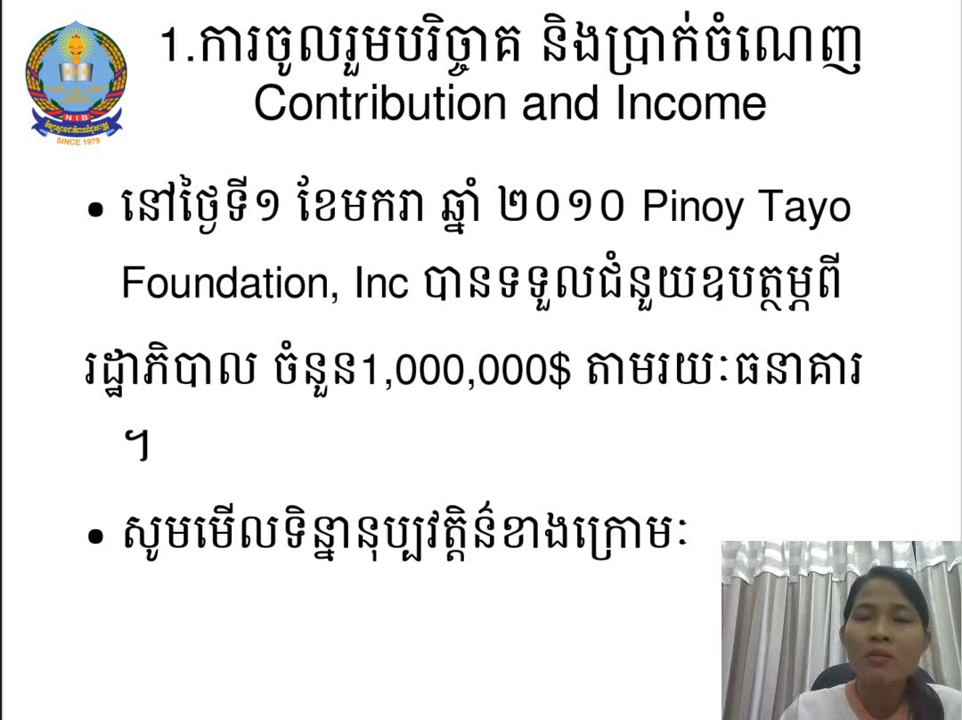 1.ការចូលរួមបរិច្ចាគ និងប្រាក់ចំណេញ
Contribution and Income
• នៅថ្ងៃទី១ ខែមករា ឆ្នាំ ២០១០ Pinoy Tayo
Foundation, Inc បានទទួលជំនួយឧបត្ថម្ភពី
រដ្ឋាភិបាល ចំនួន1,000,000$ តាមរយ:ធនាគារ
។
• សូមមើលទិន្នានុប្បវត្តិន៍ខាងក្រោម:
NIB
SINCE 1979